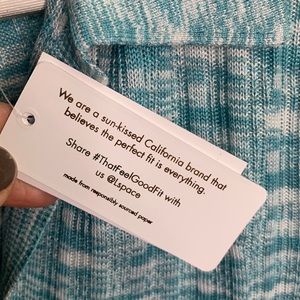 We are a sun-kissed California brand that
believes the perfect fit is everything.
Share #ThatFeelGoodFit with
us @Lspace
made from responsibly sourced paper